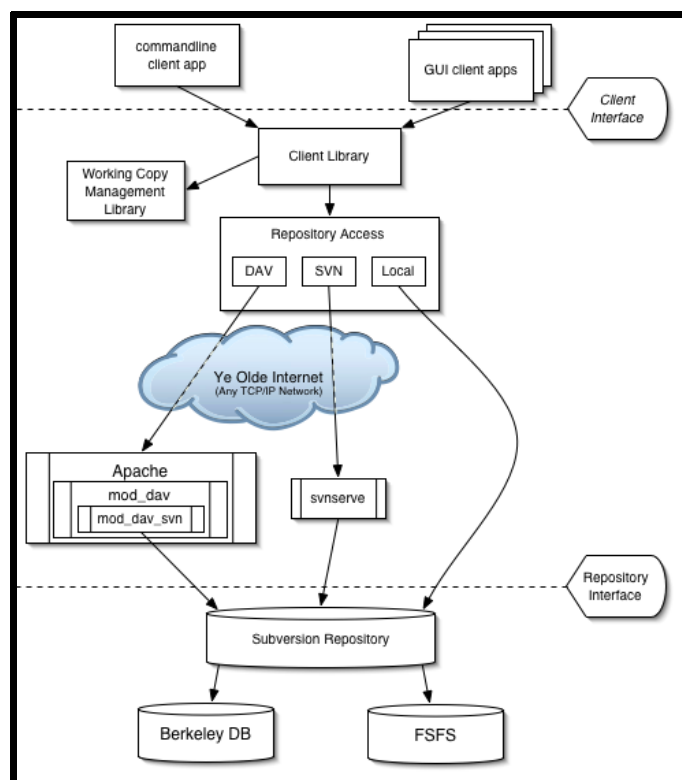 commandline
client app
GUI client apps
Client
Interface
Client Library
Working Copy
Management
Library
Repository Access
DAV
SVN
Local
Ye Olde Internet
(Any TCP/IP Network)
Apache
mod_dav
mod_dav_svn
svnserve
Repository
Interface
Subversion Repository
Berkeley DB
FSFS